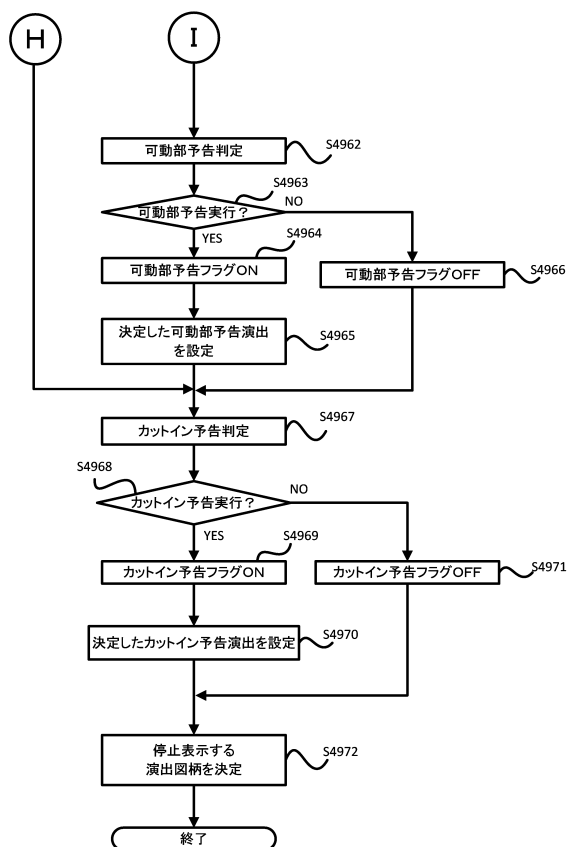 H
I
可動部予告判定
S4962
S4963
可動部予告実行？
NO
YES
S4964
可動部予告フラグON
可動部予告フラグOFF
S4966
決定した可動部予告演出
を設定
S4965
カットイン予告判定
S4967
S4968
カットイン予告実行？
NO
YES
S4969
カットイン予告フラグON
カットイン予告フラグOFF
S4971
決定したカットイン予告演出を設定
S4970
停止表示する
演出図柄を決定
S4972
終了